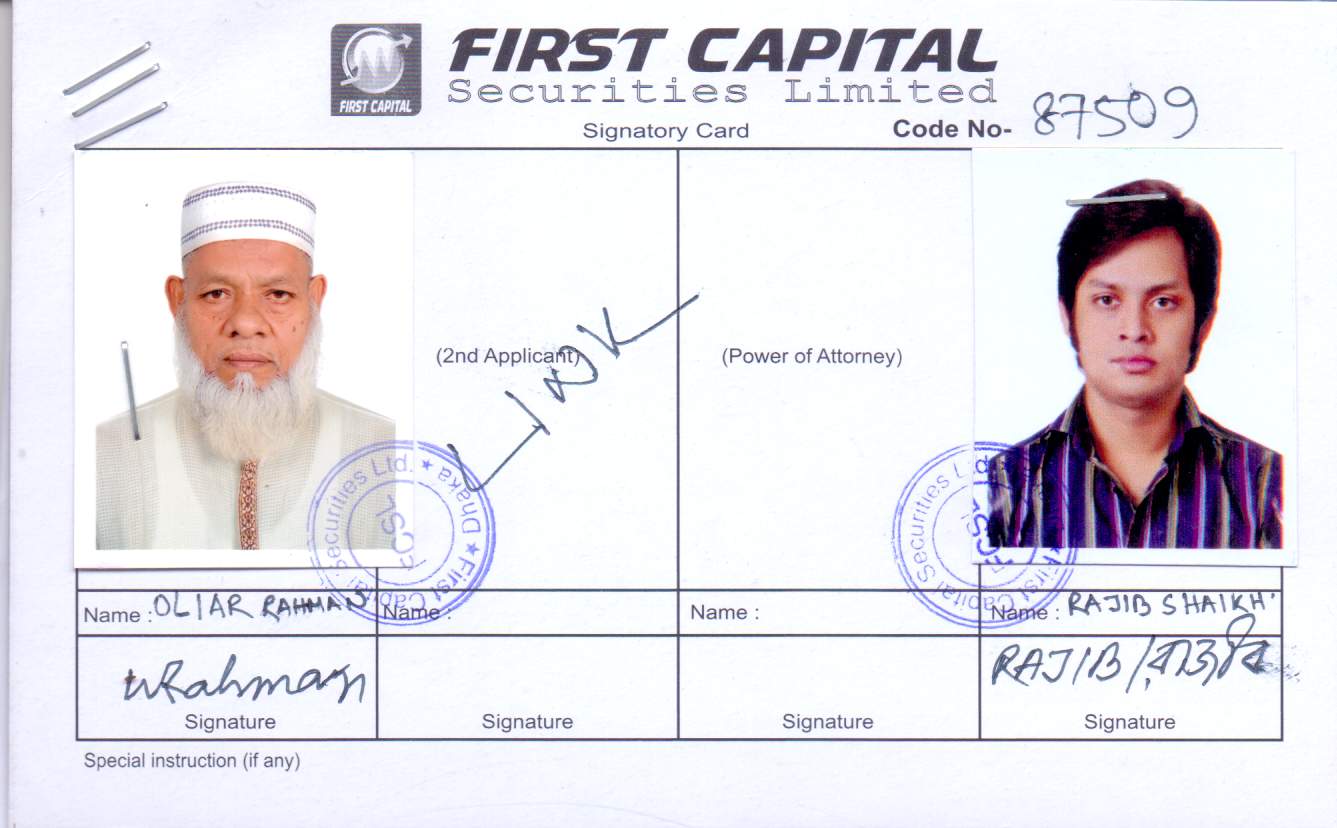 FIRST CAPITAL
FIRST CAPITAL
Securities Limited
Signatory Card
Code No- 87509
(2nd Applicant)
(Power of Attorney)
First Capital Securities Ltd. ★ Dhaka ★
FCSL
First Capital Securities Ltd.
FCSL
Name : OLIAR RAHMAN
Name :
Name :
Name : RAJIB SHAIKH
Rahman
Signature
Signature
Signature
RAJIB / রাজিব
Signature
Special instruction (if any)